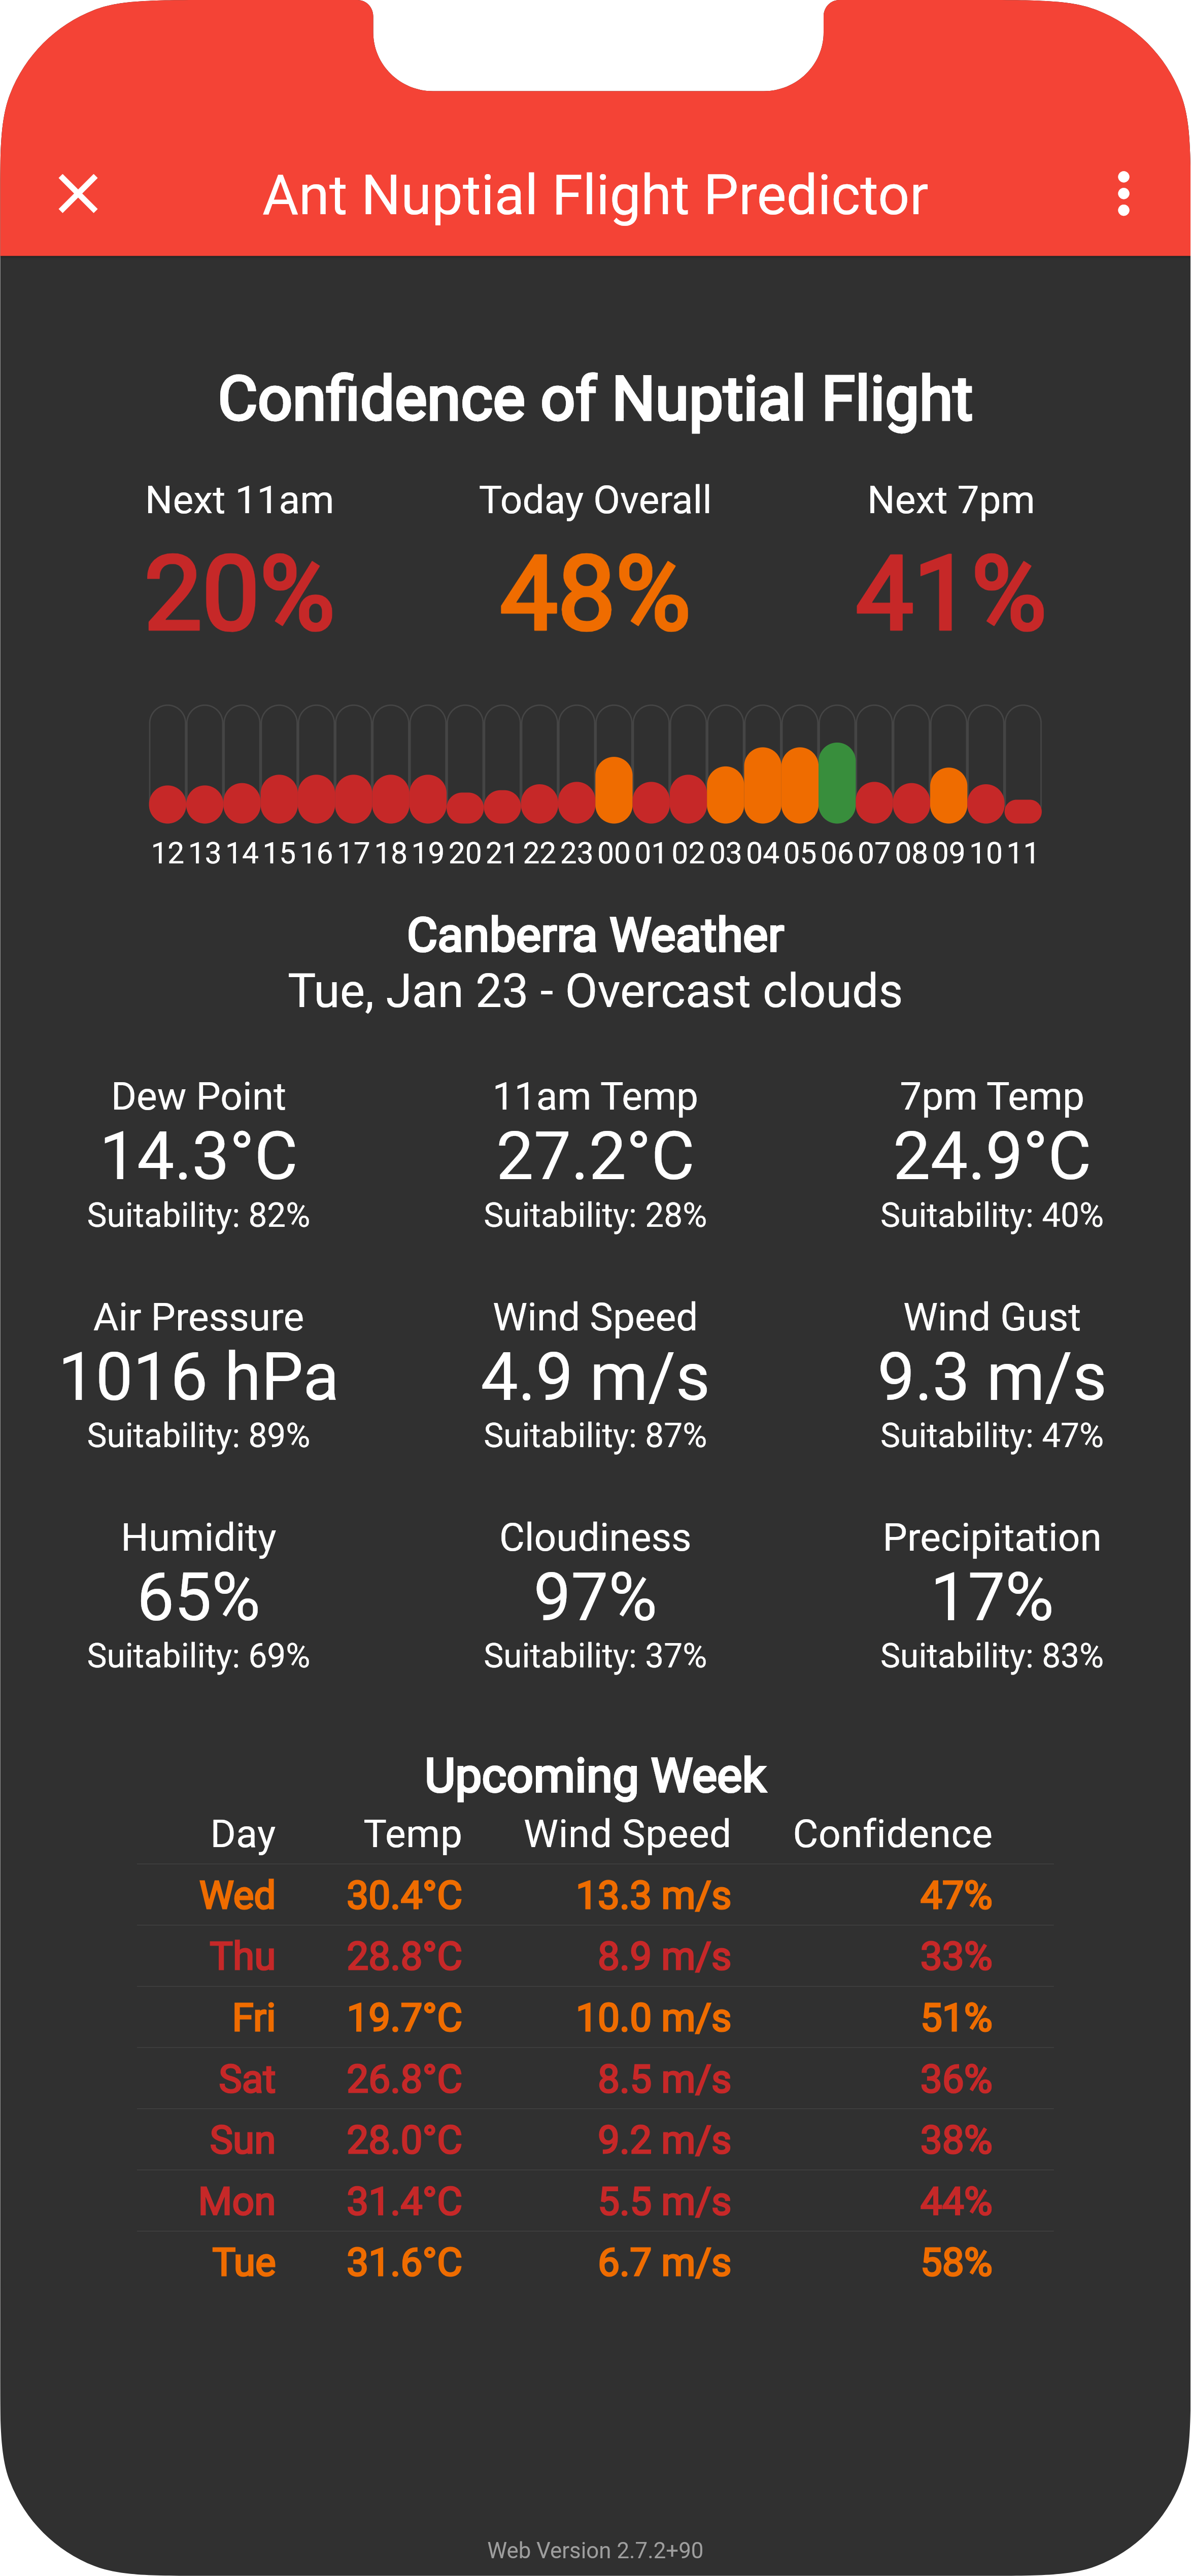 Ant Nuptial Flight Predictor
Confidence of Nuptial Flight
Next 11am Today Overall Next 7pm
20% 48% 41%
12 13 14 15 16 17 18 19 20 21 22 23 00 01 02 03 04 05 06 07 08 09 10 11
Canberra Weather
Tue, Jan 23 - Overcast clouds
Dew Point 11am Temp 7pm Temp
14.3°C 27.2°C 24.9°C
Suitability: 82% Suitability: 28% Suitability: 40%
Air Pressure Wind Speed Wind Gust
1016 hPa 4.9 m/s 9.3 m/s
Suitability: 89% Suitability: 87% Suitability: 47%
Humidity Cloudiness Precipitation
65% 97% 17%
Suitability: 69% Suitability: 37% Suitability: 83%
Upcoming Week
Day Temp Wind Speed Confidence
Wed 30.4°C 13.3 m/s 47%
Thu 28.8°C 8.9 m/s 33%
Fri 19.7°C 10.0 m/s 51%
Sat 26.8°C 8.5 m/s 36%
Sun 28.0°C 9.2 m/s 38%
Mon 31.4°C 5.5 m/s 44%
Tue 31.6°C 6.7 m/s 58%
Web Version 2.7.2+90